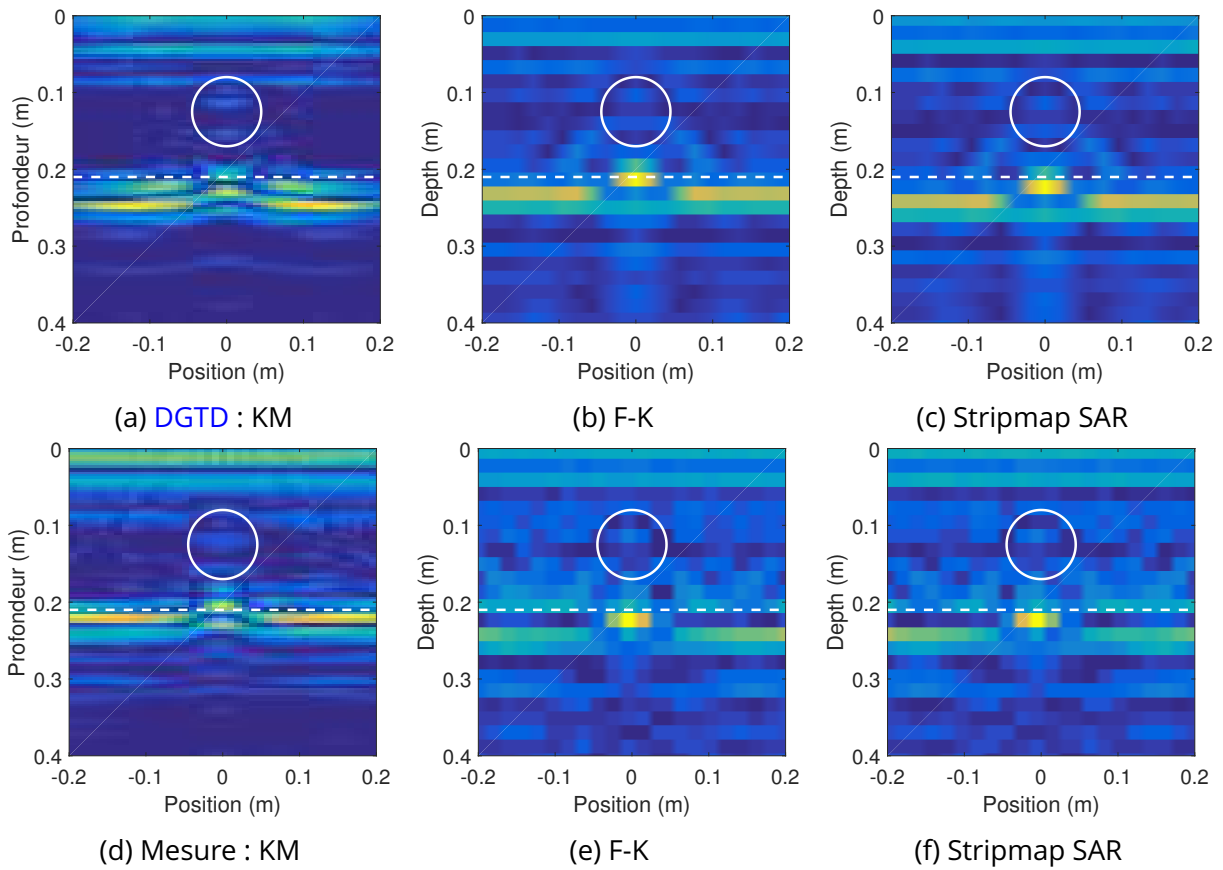 0
0.1
0.2
0.3
0.4
Profondeur (m)
-0.2 -0.1 0 0.1 0.2
Position (m)
(a) DGTD : KM
0
0.1
0.2
0.3
0.4
Depth (m)
-0.2 -0.1 0 0.1 0.2
Position (m)
(b) F-K
0
0.1
0.2
0.3
0.4
Depth (m)
-0.2 -0.1 0 0.1 0.2
Position (m)
(c) Stripmap SAR
0
0.1
0.2
0.3
0.4
Profondeur (m)
-0.2 -0.1 0 0.1 0.2
Position (m)
(d) Mesure : KM
0
0.1
0.2
0.3
0.4
Depth (m)
-0.2 -0.1 0 0.1 0.2
Position (m)
(e) F-K
0
0.1
0.2
0.3
0.4
Depth (m)
-0.2 -0.1 0 0.1 0.2
Position (m)
(f) Stripmap SAR